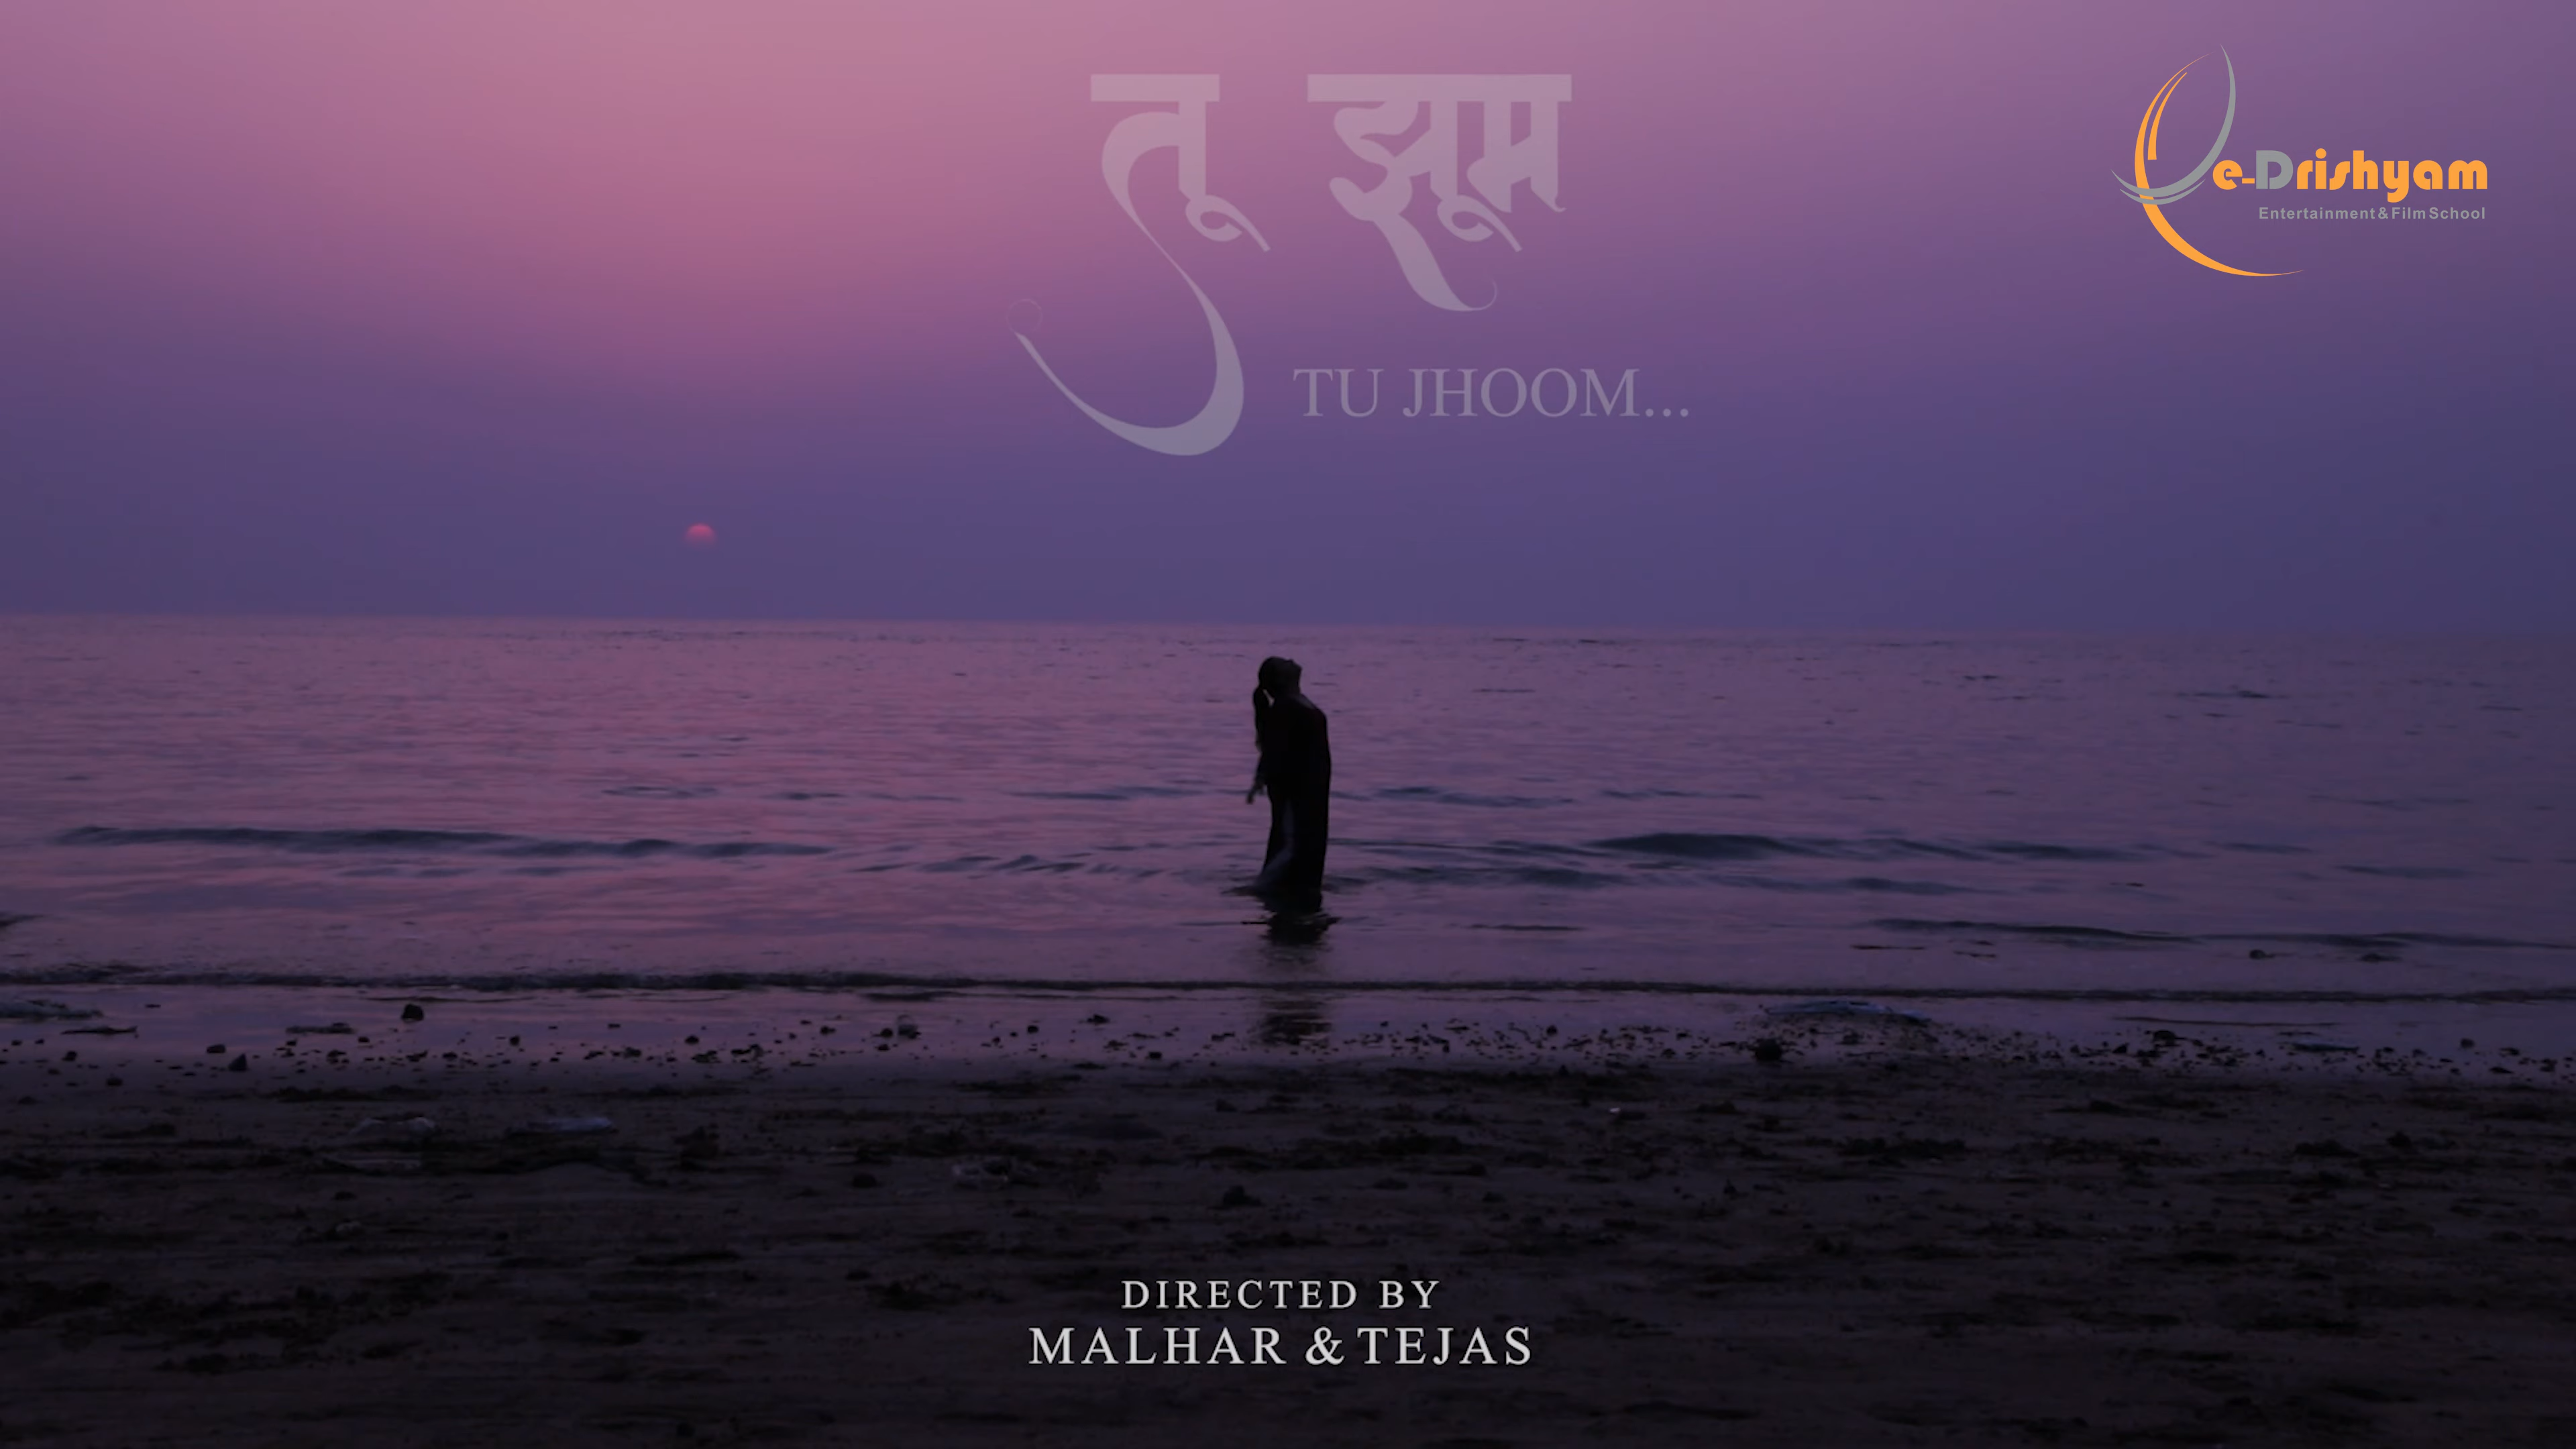 तू झूम
TU JHOOM...
e-Drishyam
Entertainment & Film School
DIRECTED BY
MALHAR & TEJAS